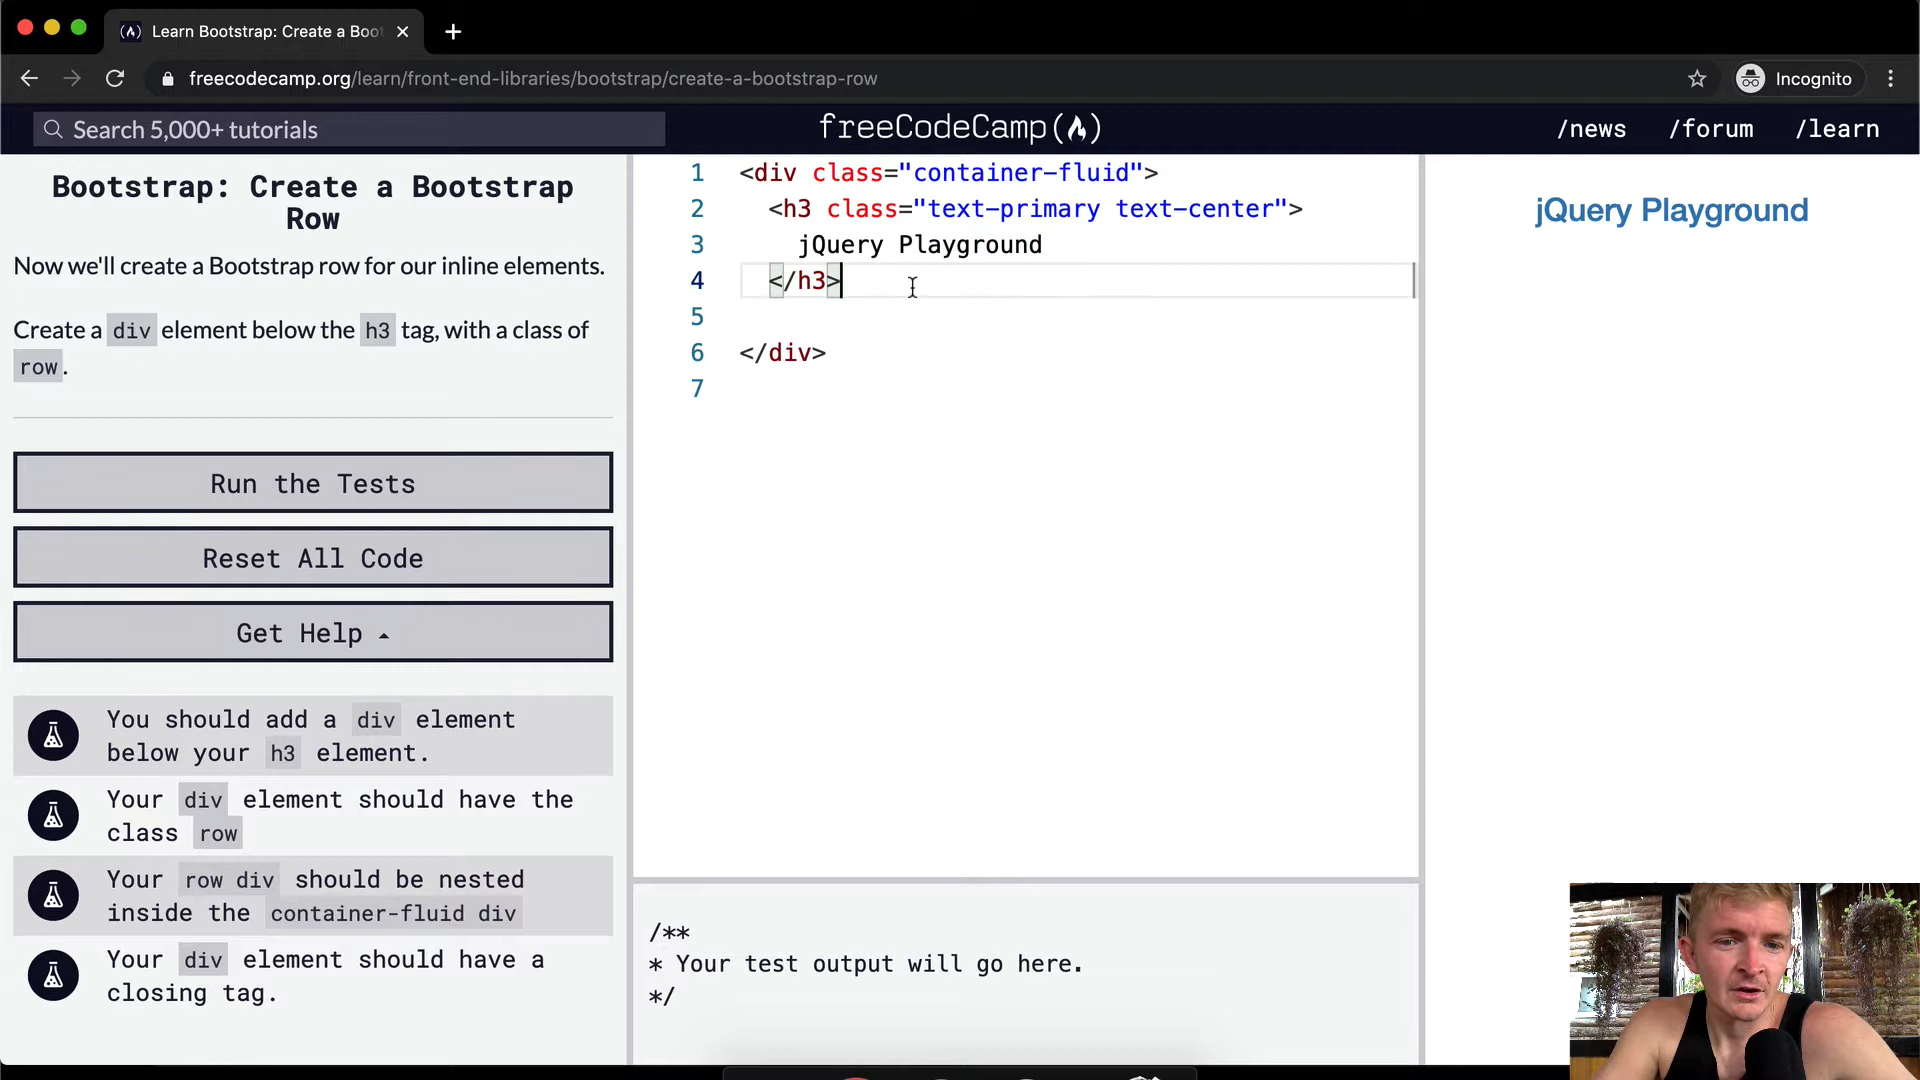 Learn Bootstrap: Create a Boot
freecodecamp.org/learn/front-end-libraries/bootstrap/create-a-bootstrap-row
Incognito
Search 5,000+ tutorials
freeCodeCamp
/news
/forum
/learn
Bootstrap: Create a Bootstrap
Row
Now we'll create a Bootstrap row for our inline elements.
Create a div element below the h3 tag, with a class of
row.
Run the Tests
Reset All Code
Get Help
You should add a div element
below your h3 element.
Your div element should have the
class row
Your row div should be nested
inside the container-fluid div
Your div element should have a
closing tag.
1 <div class="container-fluid">
2 <h3 class="text-primary text-center">
3 jQuery Playground
4 </h3>
5
6 </div>
7
/**
* Your test output will go here.
*/
jQuery Playground